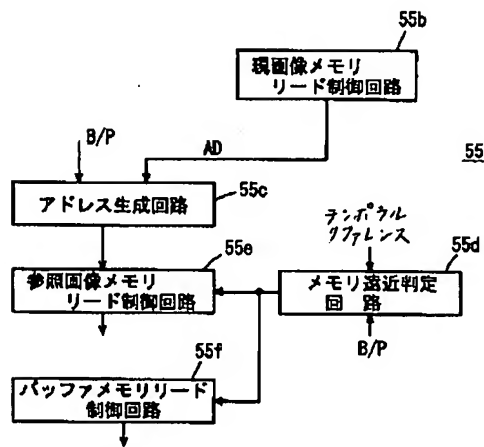 55b
現画像メモリ
リード制御回路
B/P
AD
55
アドレス生成回路
55c
テンポラル
リファレンス
55e
55d
参照画像メモリ
リード制御回路
メモリ遠近判定
回 路
B/P
55f
バッファメモリリード
制御回路